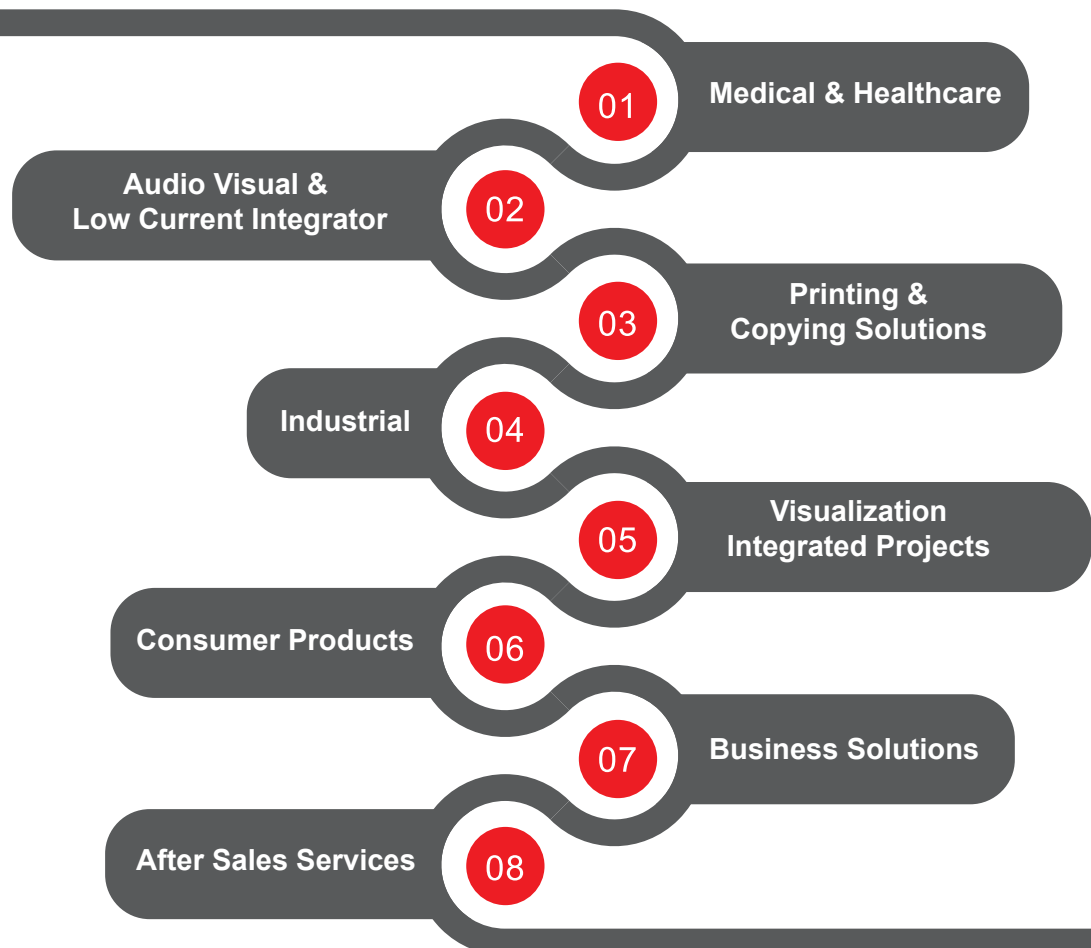 01
Medical & Healthcare
02
Audio Visual &
Low Current Integrator
03
Printing &
Copying Solutions
04
Industrial
05
Visualization
Integrated Projects
06
Consumer Products
07
Business Solutions
08
After Sales Services